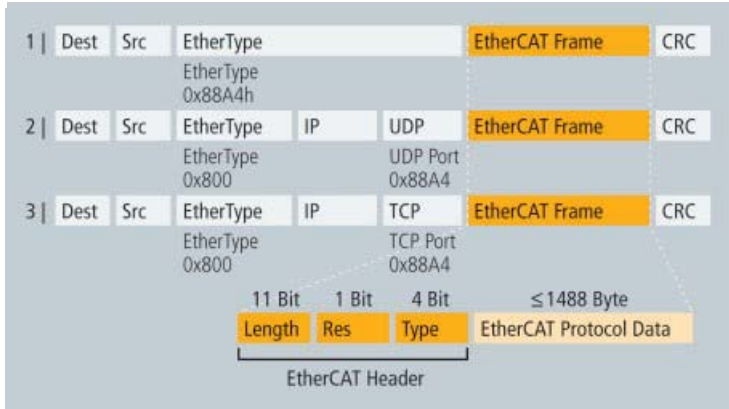 1| Dest Src EtherType EtherCAT Frame CRC
EtherType
0x88A4h
2| Dest Src EtherType IP UDP EtherCAT Frame CRC
EtherType UDP Port
0x800 0x88A4
3| Dest Src EtherType IP TCP EtherCAT Frame CRC
EtherType TCP Port
0x800 0x88A4
11 Bit 1 Bit 4 Bit ≤1488 Byte
Length Res Type EtherCAT Protocol Data
EtherCAT Header